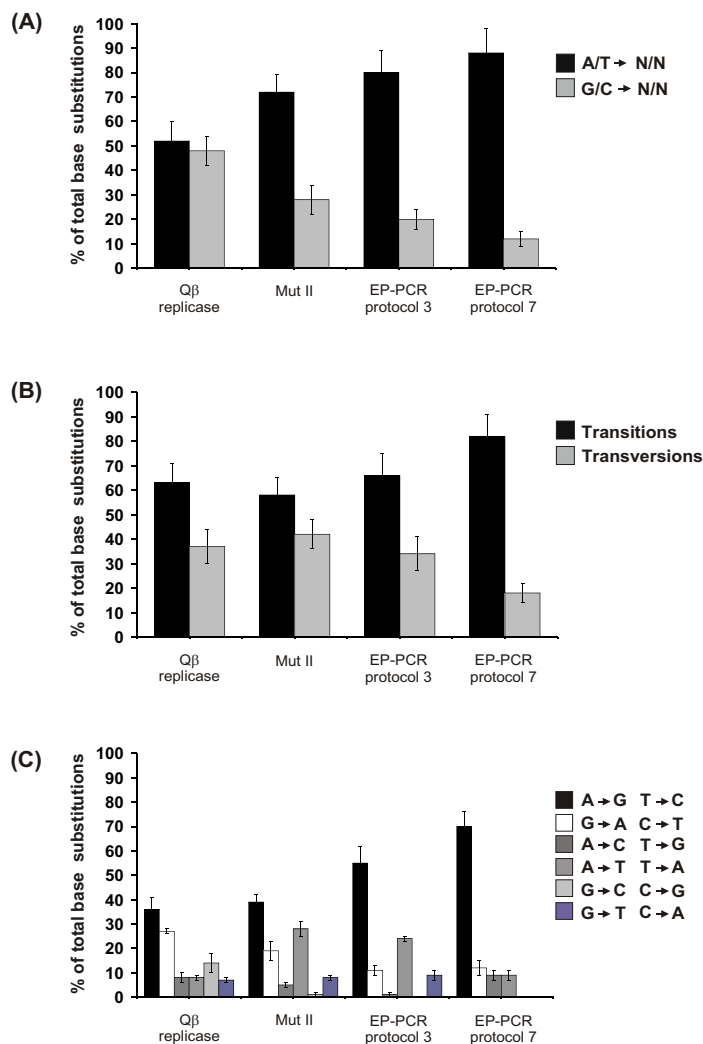 (A)
% of total base substitutions
100
90
80
70
60
50
40
30
20
10
0
Qβ replicase
Mut II
EP-PCR protocol 3
EP-PCR protocol 7
A/T → N/N
G/C → N/N
(B)
% of total base substitutions
100
90
80
70
60
50
40
30
20
10
0
Qβ replicase
Mut II
EP-PCR protocol 3
EP-PCR protocol 7
Transitions
Transversions
(C)
% of total base substitutions
100
90
80
70
60
50
40
30
20
10
0
Qβ replicase
Mut II
EP-PCR protocol 3
EP-PCR protocol 7
A→G T→C
G→A C→T
A→C T→G
A→T T→A
G→C C→G
G→T C→A